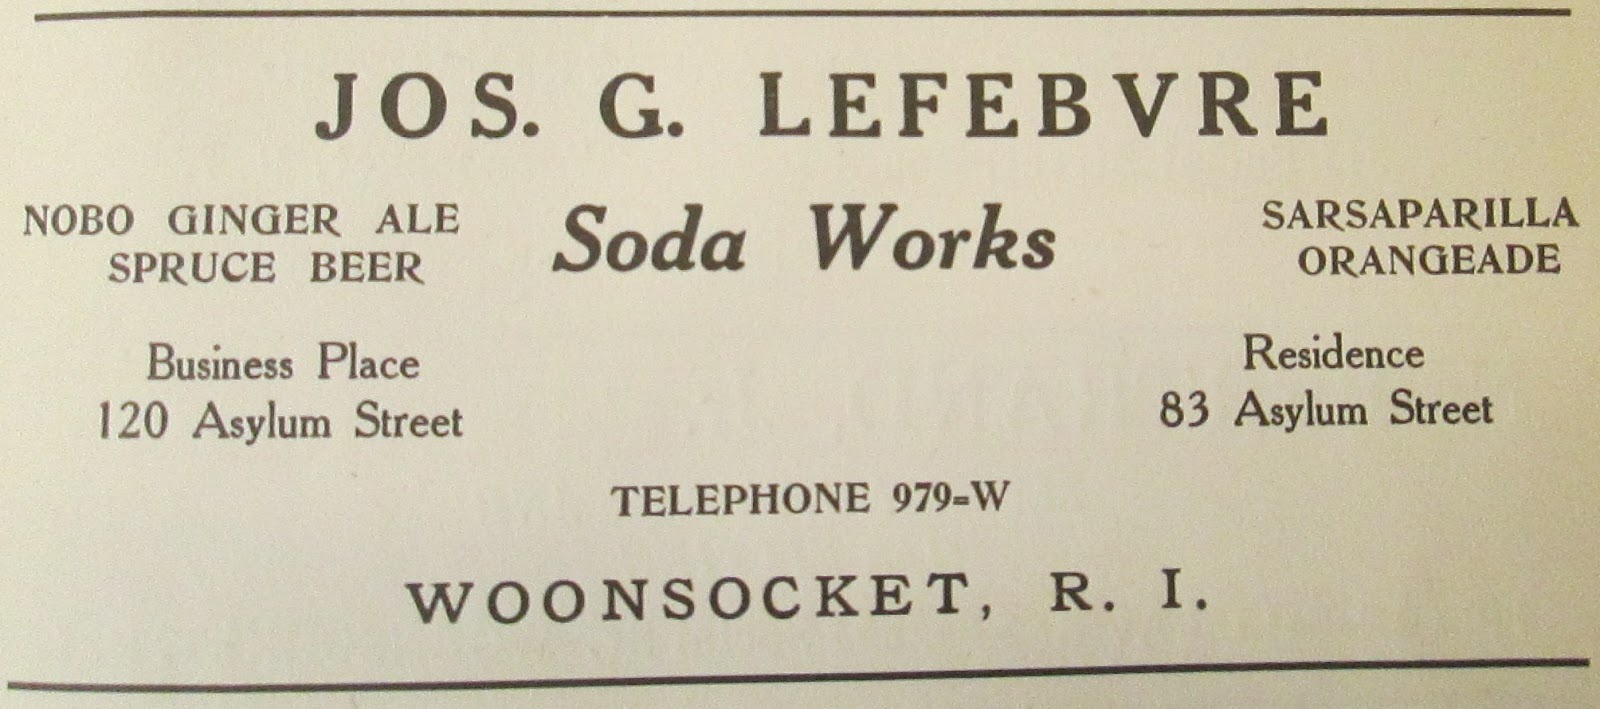 JOS. G. LEFEBVRE
NOBO GINGER ALE
SPRUCE BEER
Soda Works
SARSAPARILLA
ORANGEADE
Business Place
120 Asylum Street
Residence
83 Asylum Street
TELEPHONE 979=W
WOONSOCKET, R. I.